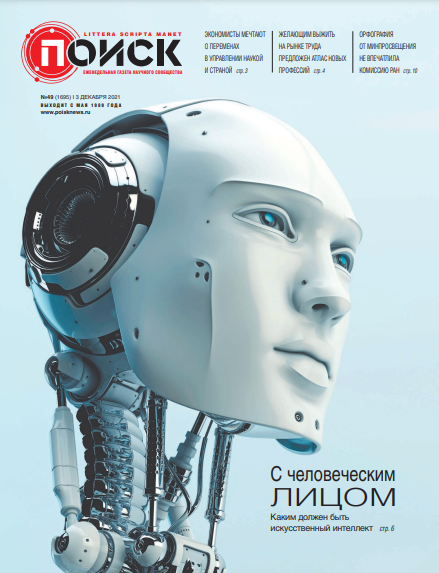 LITTERA SCRIPTA MANET
ПОИСК
ЕЖЕНЕДЕЛЬНАЯ ГАЗЕТА НАУЧНОГО СООБЩЕСТВА
№49 (1695) | 3 ДЕКАБРЯ 2021
ВЫХОДИТ С МАЯ 1989 ГОДА
www.poisknews.ru
ЭКОНОМИСТЫ МЕЧТАЮТ
О ПЕРЕМЕНАХ
В УПРАВЛЕНИИ НАУКОЙ
И СТРАНОЙ стр. 3
ЖЕЛАЮЩИМ ВЫЖИТЬ
НА РЫНКЕ ТРУДА
ПРЕДЛОЖЕН АТЛАС НОВЫХ
ПРОФЕССИЙ стр. 4
ОРФОГРАФИЯ
ОТ МИНПРОСВЕЩЕНИЯ
НЕ ВПЕЧАТЛИЛА
КОМИССИЮ РАН стр. 10
С человеческим
ЛИЦОМ
Каким должен быть
искусственный интеллект стр. 6